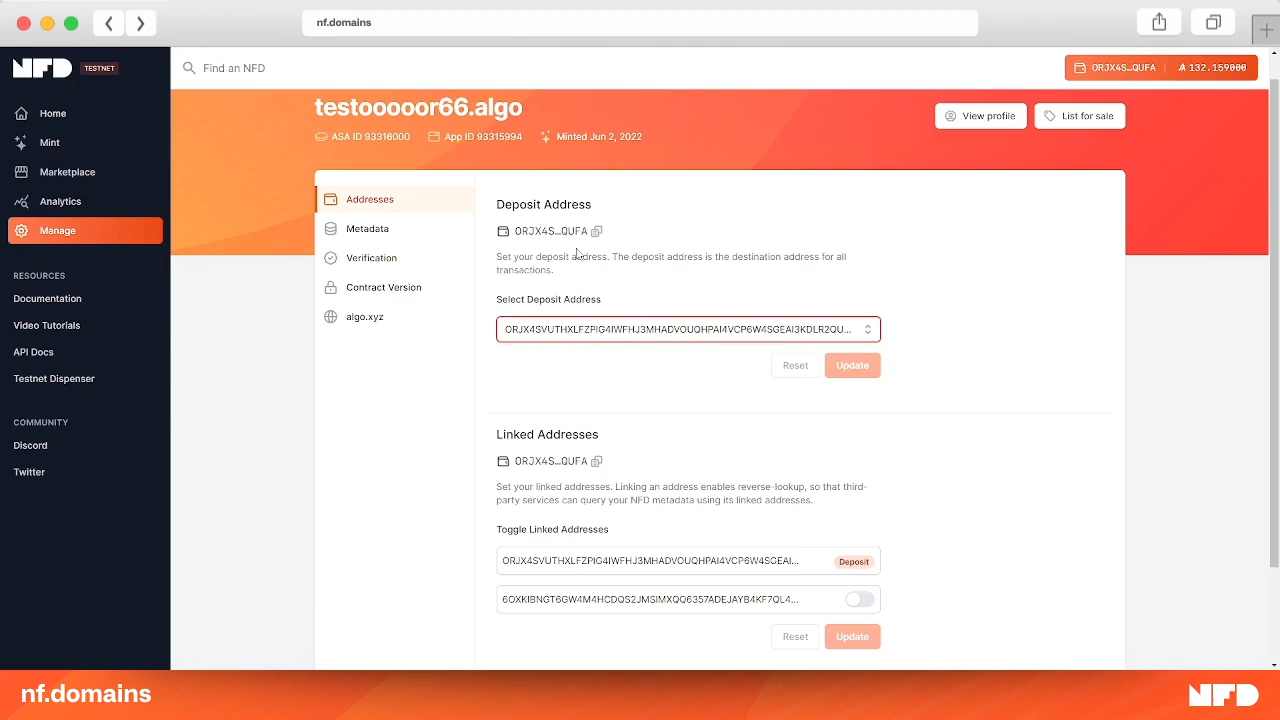 nf.domains
NFD TESTNET
Find an NFD
ORJX4S...QUFA
132.159000
Home
Mint
Marketplace
Analytics
Manage
RESOURCES
Documentation
Video Tutorials
API Docs
Testnet Dispenser
COMMUNITY
Discord
Twitter
testooooor66.algo
ASA ID 93316000
App ID 93315994
Minted Jun 2, 2022
View profile
List for sale
Addresses
Metadata
Verification
Contract Version
algo.xyz
Deposit Address
ORJX4S...QUFA
Set your deposit address. The deposit address is the destination address for all
transactions.
Select Deposit Address
ORJX4SVUTHXLFZPIG4IWFHJ3MHADVOUQHPAI4VCP6W4SGEAI3KDLR2QU...
Reset
Update
Linked Addresses
ORJX4S...QUFA
Set your linked addresses. Linking an address enables reverse-lookup, so that third-
party services can query your NFD metadata using its linked addresses.
Toggle Linked Addresses
ORJX4SVUTHXLFZPIG4IWFHJ3MHADVOUQHPAI4VCP6W4SGEAI...
Deposit
6OXKIBNGT6GW4M4HCDQS2JMSIMXQQ6357ADEJAYB4KF7QL4...
Reset
Update
nf.domains
NFD